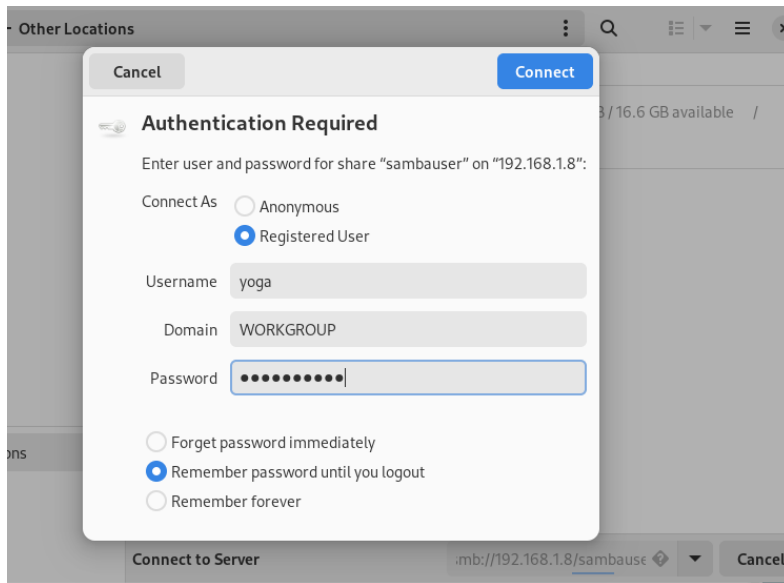 Other Locations
Cancel
Connect
Authentication Required
/ 16.6 GB available /
Enter user and password for share “sambauser” on “192.168.1.8”:
Connect As
Anonymous
Registered User
Username
yoga
Domain
WORKGROUP
Password
Forget password immediately
Remember password until you logout
Remember forever
Connect to Server
mb://192.168.1.8/sambause
Cancel